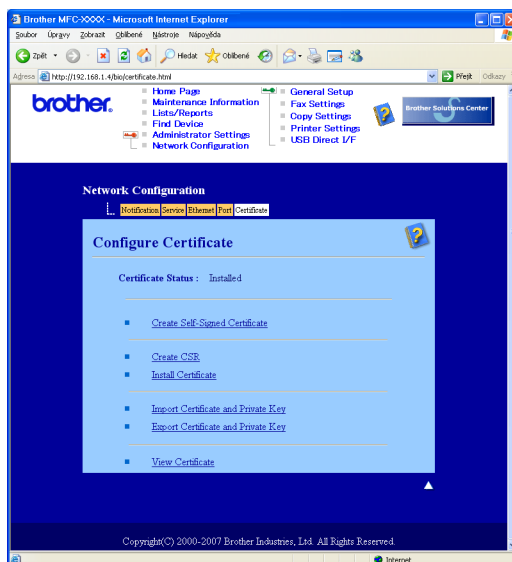 Brother MFC-XXXX - Microsoft Internet Explorer
Soubor Úpravy Zobrazit Oblíbené Nástroje Nápověda
Zpět Hledat Oblíbené
Adresa http://192.168.1.4/bio/certificate.html Přejít Odkazy
brother.
Home Page
Maintenance Information
Lists/Reports
Find Device
Administrator Settings
Network Configuration
General Setup
Fax Settings
Copy Settings
Printer Settings
USB Direct I/F
Brother Solutions Center
Network Configuration
Notification Service Ethernet Port Certificate
Configure Certificate
Certificate Status : Installed
Create Self-Signed Certificate
Create CSR
Install Certificate
Import Certificate and Private Key
Export Certificate and Private Key
View Certificate
Copyright(C) 2000-2007 Brother Industries, Ltd. All Rights Reserved.
Internet